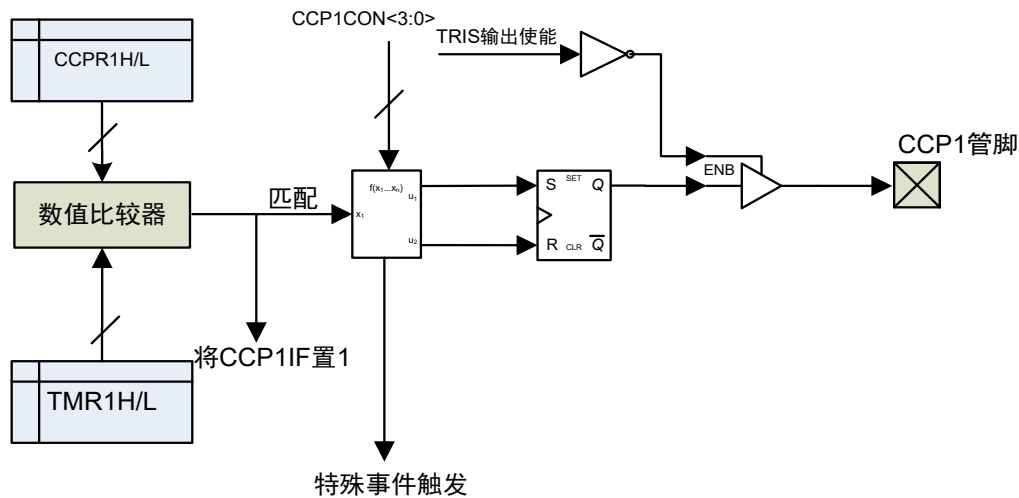 CCP1CON<3:0>
TRIS输出使能
CCPR1H/L
CCP1管脚
ENB
f(x1...xn)
u1
x1
u2
S SET Q
R CLR Q
匹配
数值比较器
将CCP1IF置1
TMR1H/L
特殊事件触发